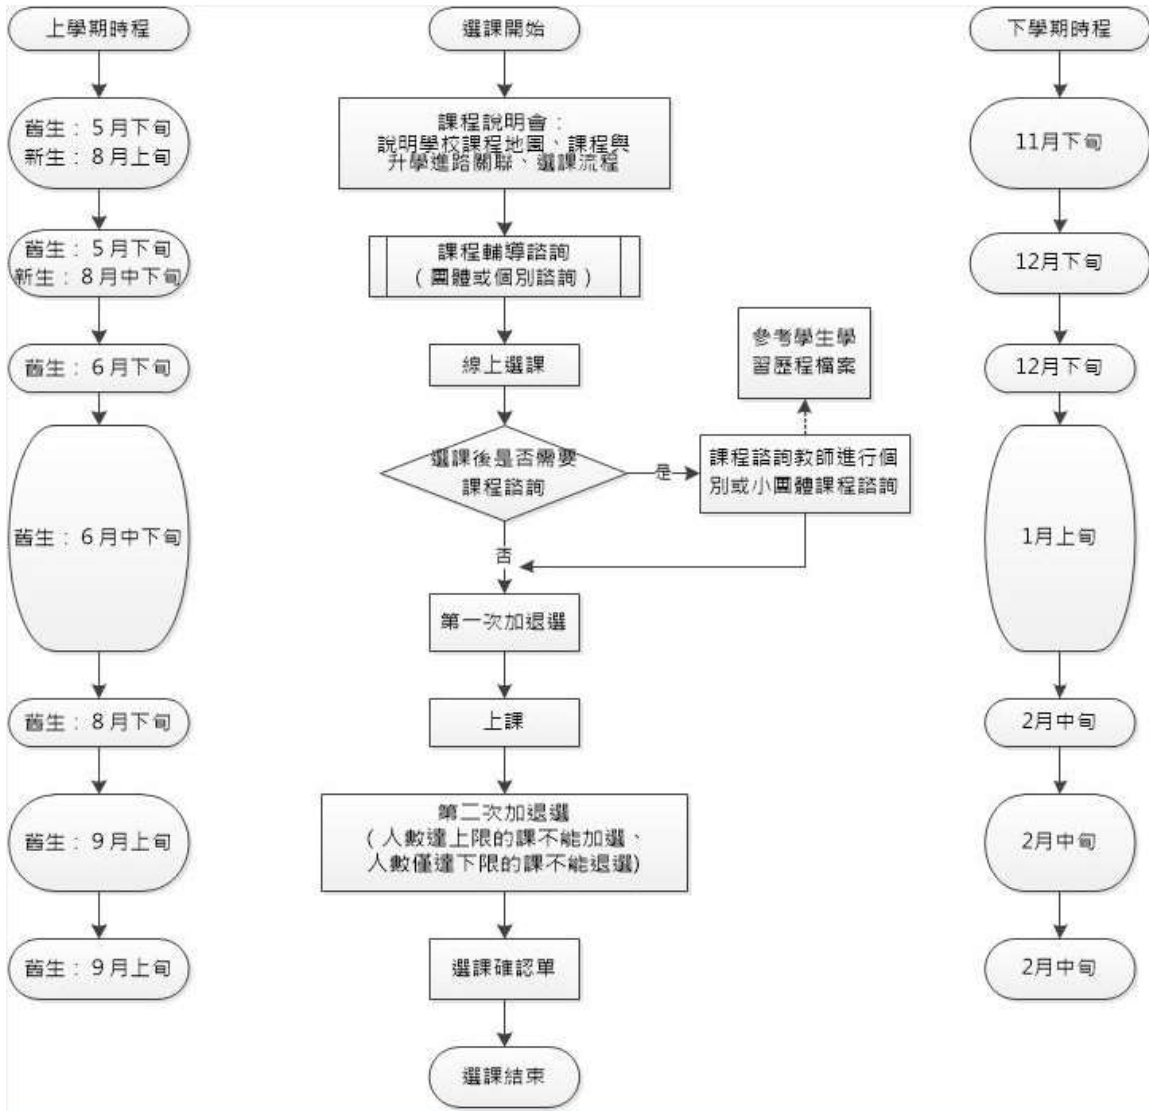 上學期時程
選課開始
下學期時程
舊生：5月下旬
新生：8月上旬
課程說明會：
說明學校課程地圖、課程與
升學進路關聯、選課流程
11月下旬
舊生：5月下旬
新生：8月中下旬
課程輔導諮詢
（團體或個別諮詢）
12月下旬
舊生：6月下旬
線上選課
參考學生學
習歷程檔案
12月下旬
舊生：6月中下旬
選課後是否需要
課程諮詢
是
課程諮詢教師進行個
別或小團體課程諮詢
1月上旬
否
第一次加退選
舊生：8月下旬
上課
2月中旬
舊生：9月上旬
第二次加退選
（人數達上限的課不能加選、
人數僅達下限的課不能退選)
2月中旬
舊生：9月上旬
選課確認單
2月中旬
選課結束